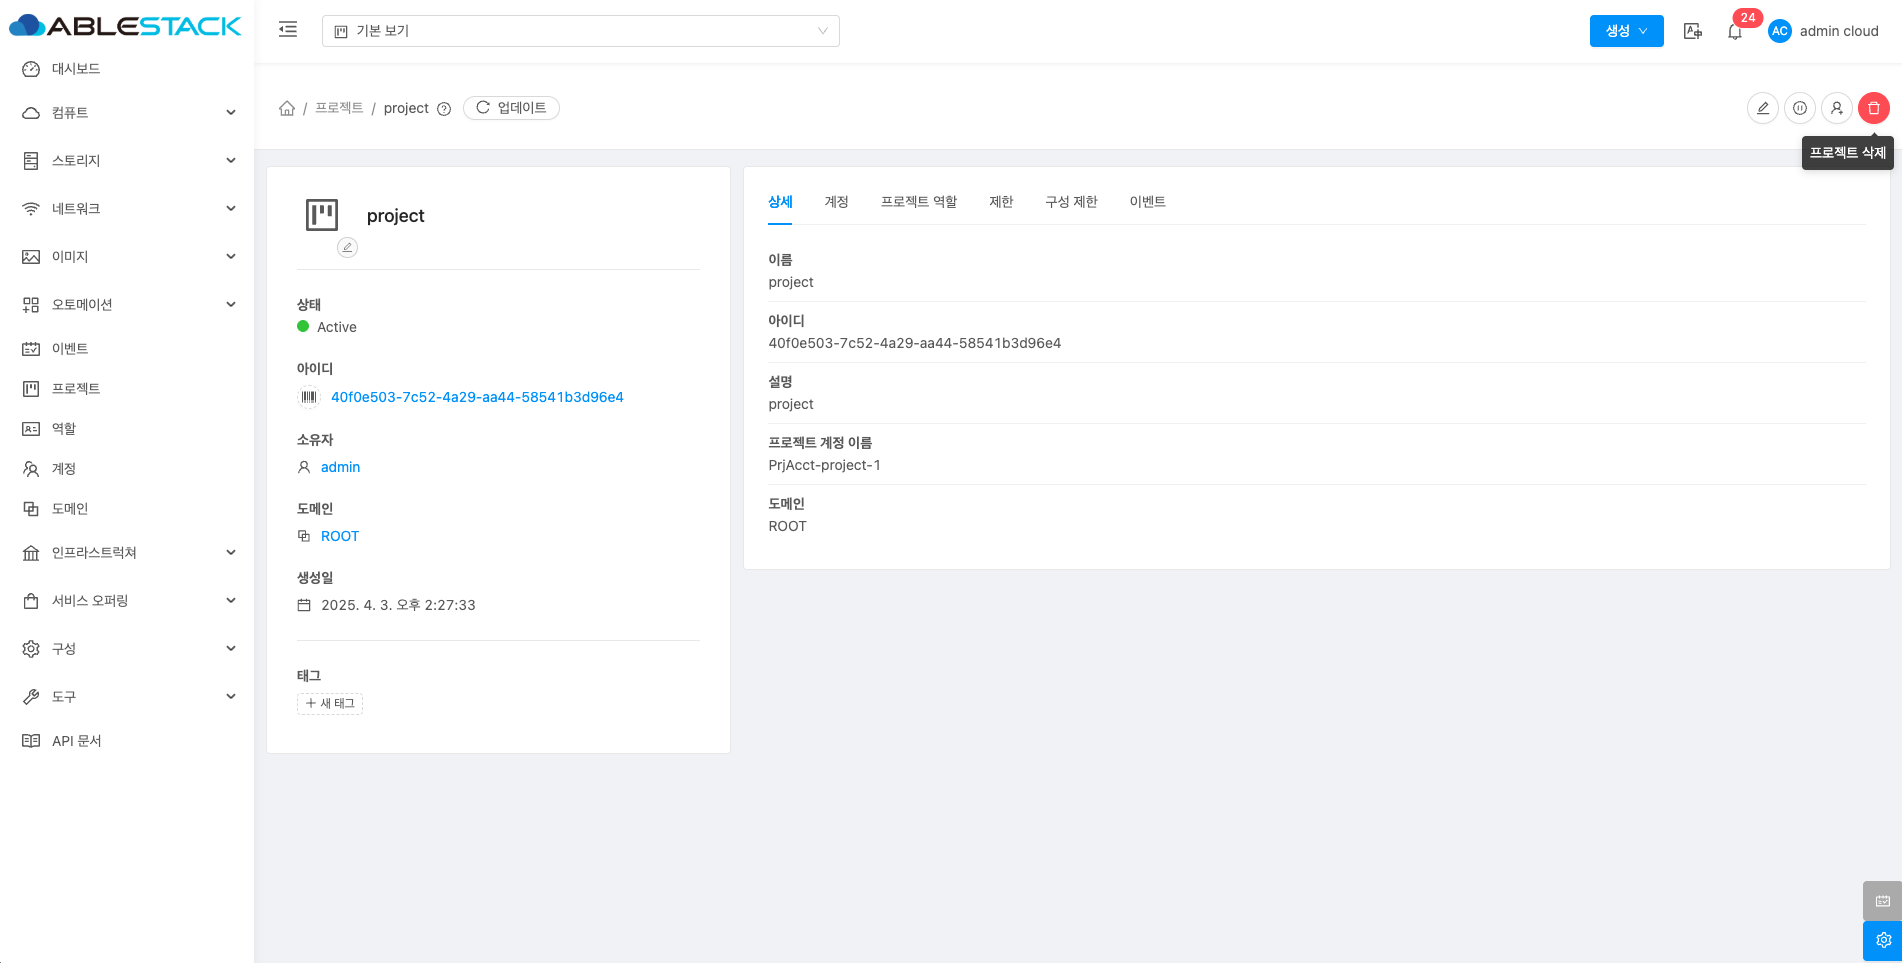 ABLESTACK
기본 보기
생성
24
AC
admin cloud
대시보드
컴퓨트
스토리지
네트워크
이미지
오토메이션
이벤트
프로젝트
역할
계정
도메인
인프라스트럭쳐
서비스 오퍼링
구성
도구
API 문서
/ 프로젝트 / project
업데이트
프로젝트 삭제
project
상태
Active
아이디
40f0e503-7c52-4a29-aa44-58541b3d96e4
소유자
admin
도메인
ROOT
생성일
2025. 4. 3. 오후 2:27:33
태그
새 태그
상세 계정 프로젝트 역할 제한 구성 제한 이벤트
이름
project
아이디
40f0e503-7c52-4a29-aa44-58541b3d96e4
설명
project
프로젝트 계정 이름
PrjAcct-project-1
도메인
ROOT